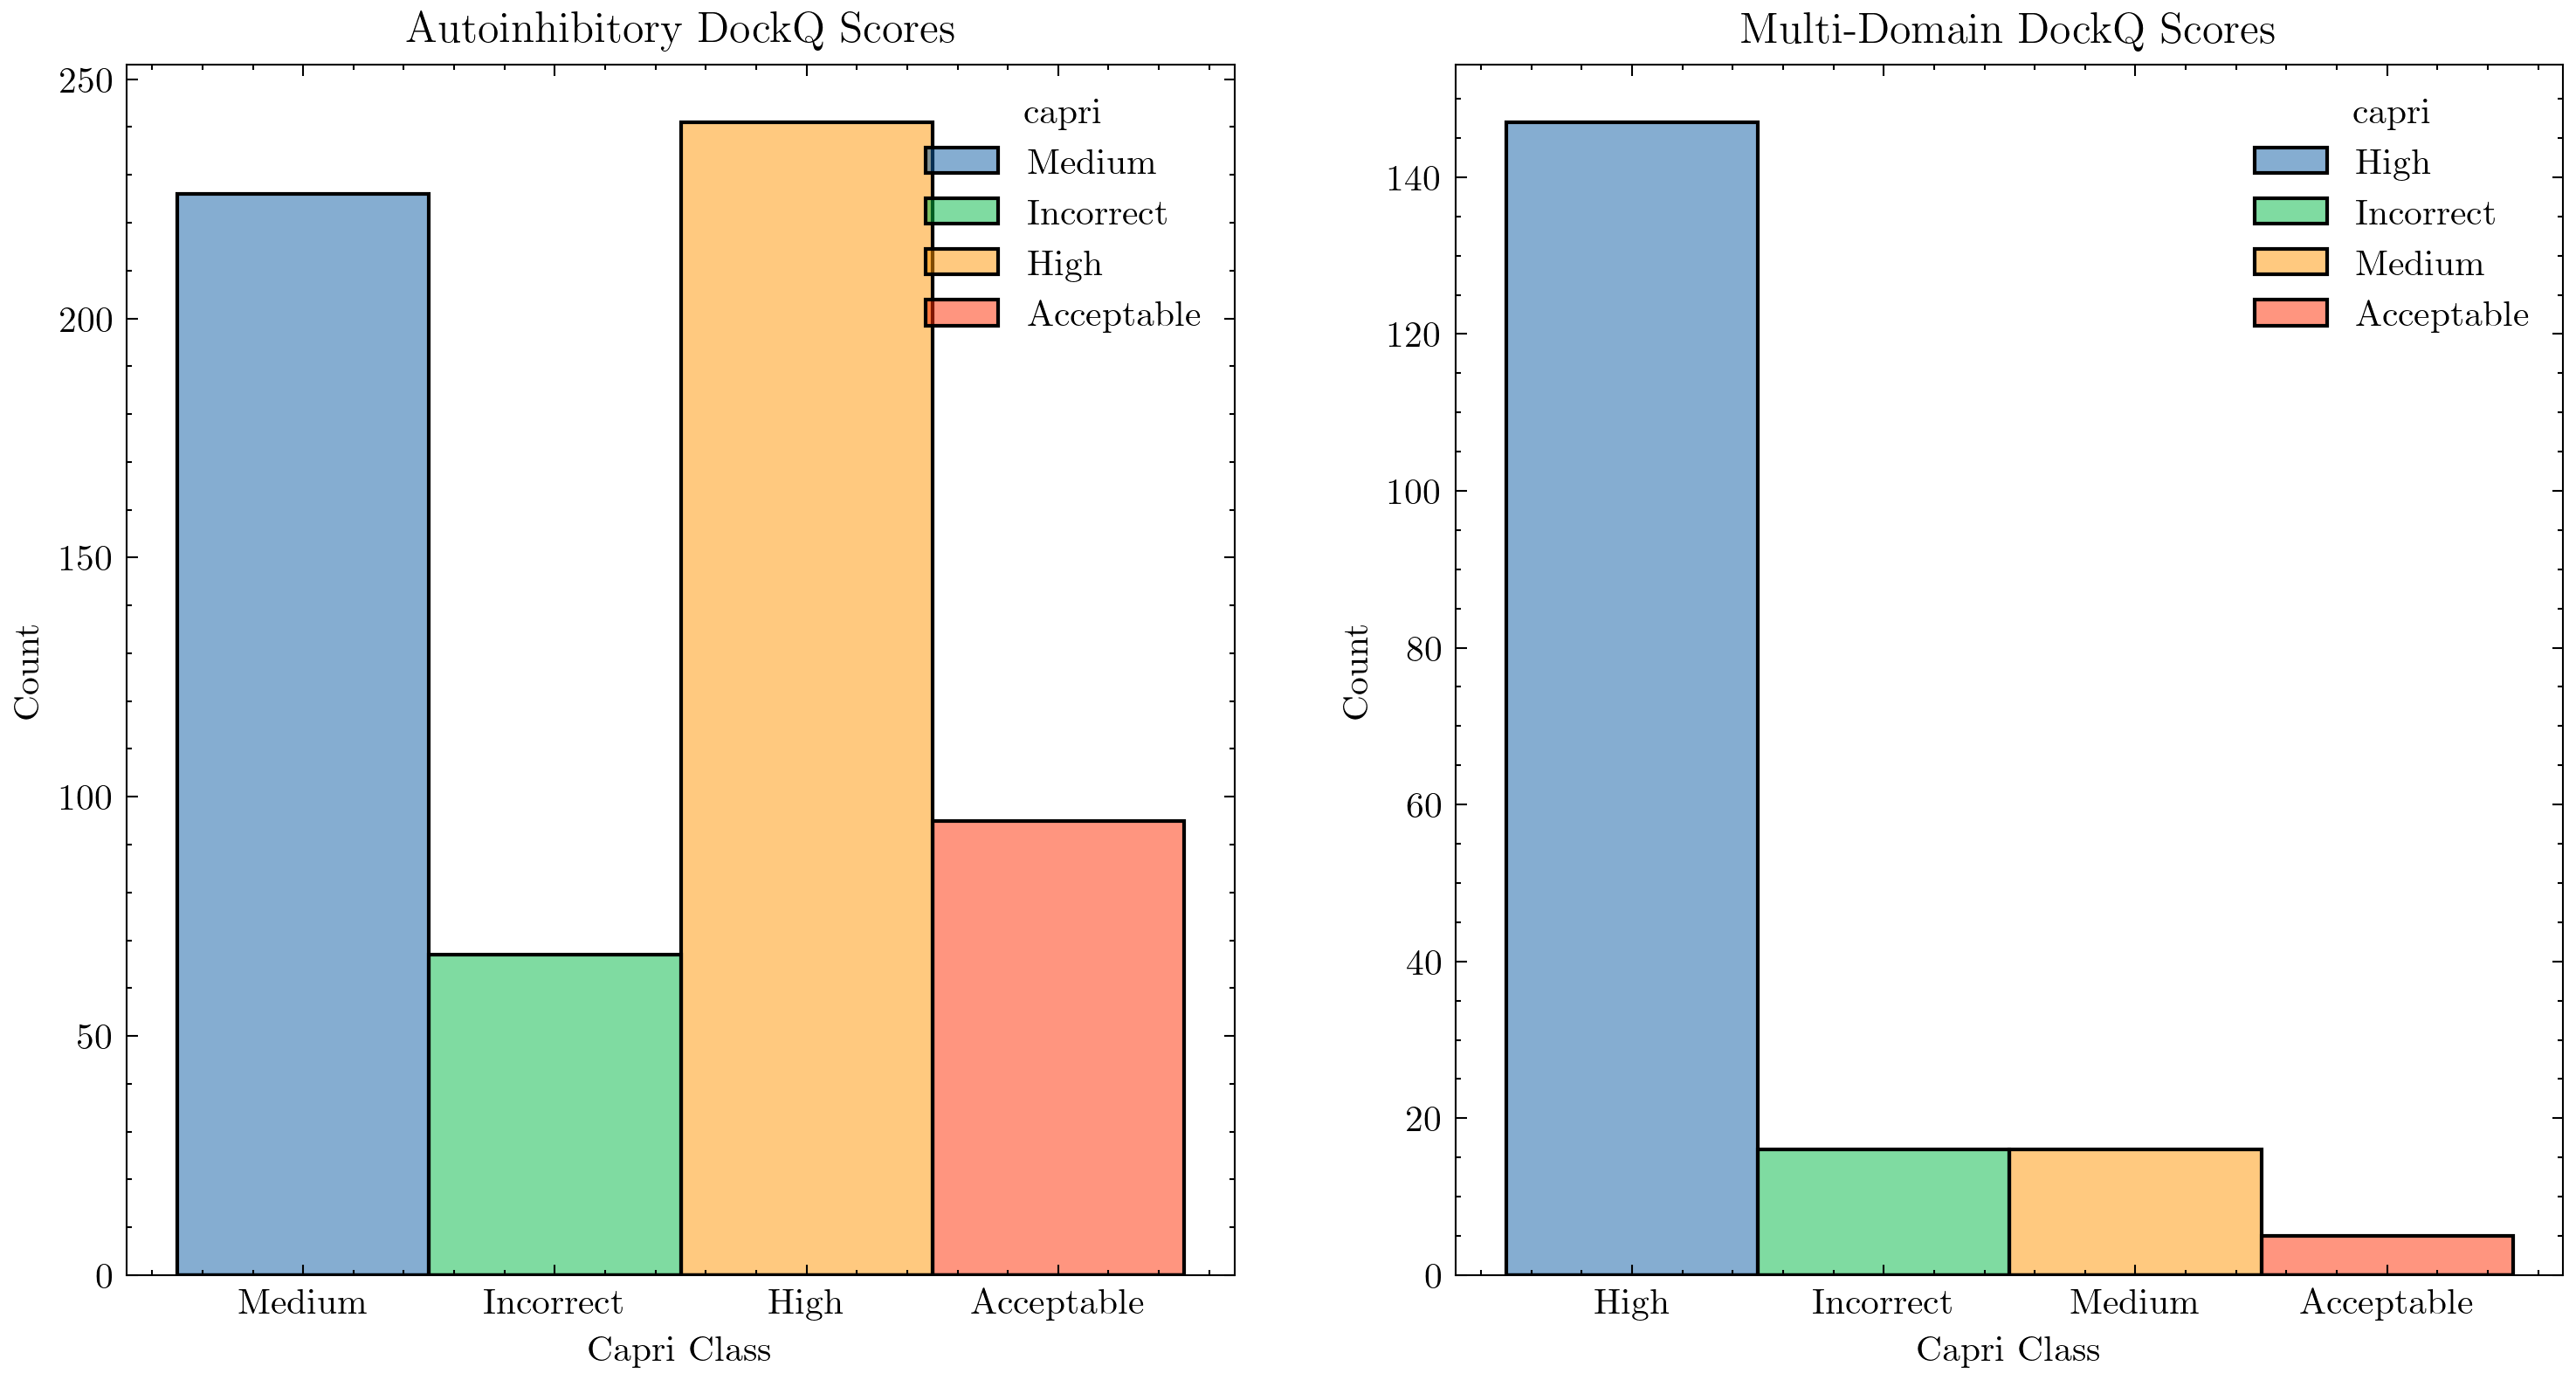 Autoinhibitory DockQ Scores
250
200
150
100
50
0
Count
capri
Medium
Incorrect
High
Acceptable
Medium Incorrect High Acceptable
Capri Class
Multi-Domain DockQ Scores
140
120
100
80
60
40
20
0
Count
capri
High
Incorrect
Medium
Acceptable
High Incorrect Medium Acceptable
Capri Class